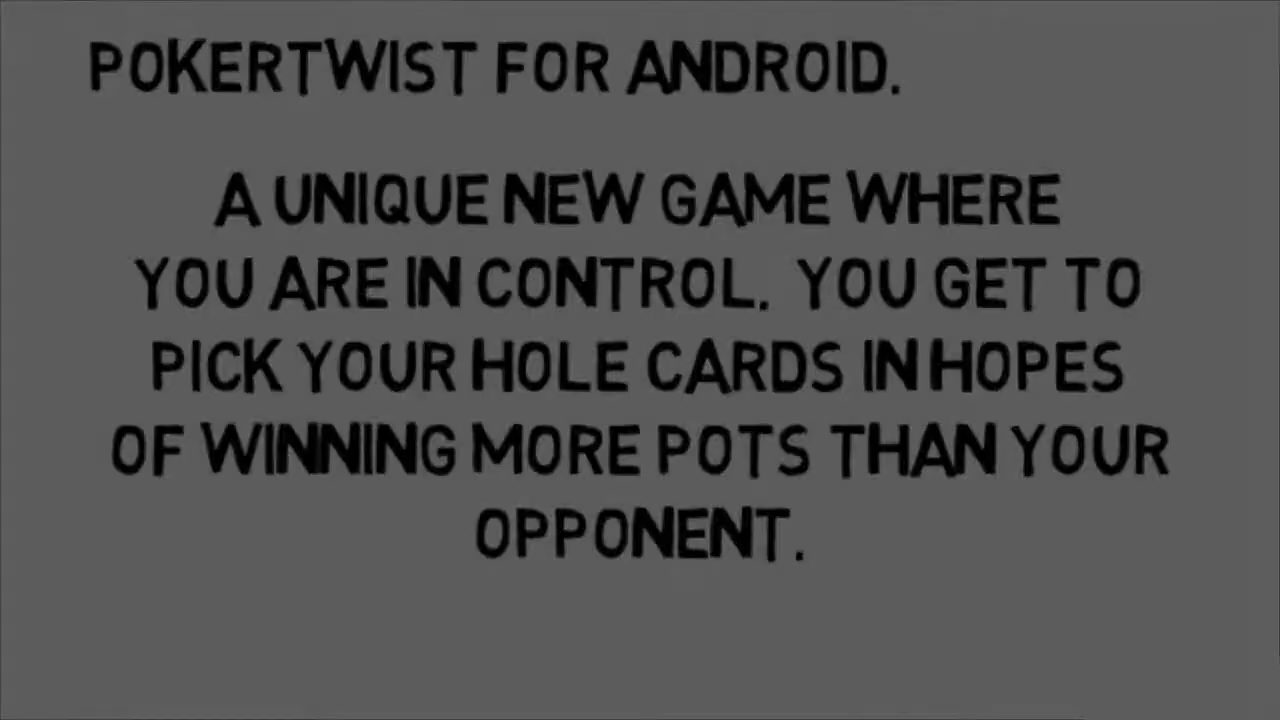 POKERTWIST FOR ANDROID.
A UNIQUE NEW GAME WHERE
YOU ARE IN CONTROL. YOU GET TO
PICK YOUR HOLE CARDS IN HOPES
OF WINNING MORE POTS THAN YOUR
OPPONENT.